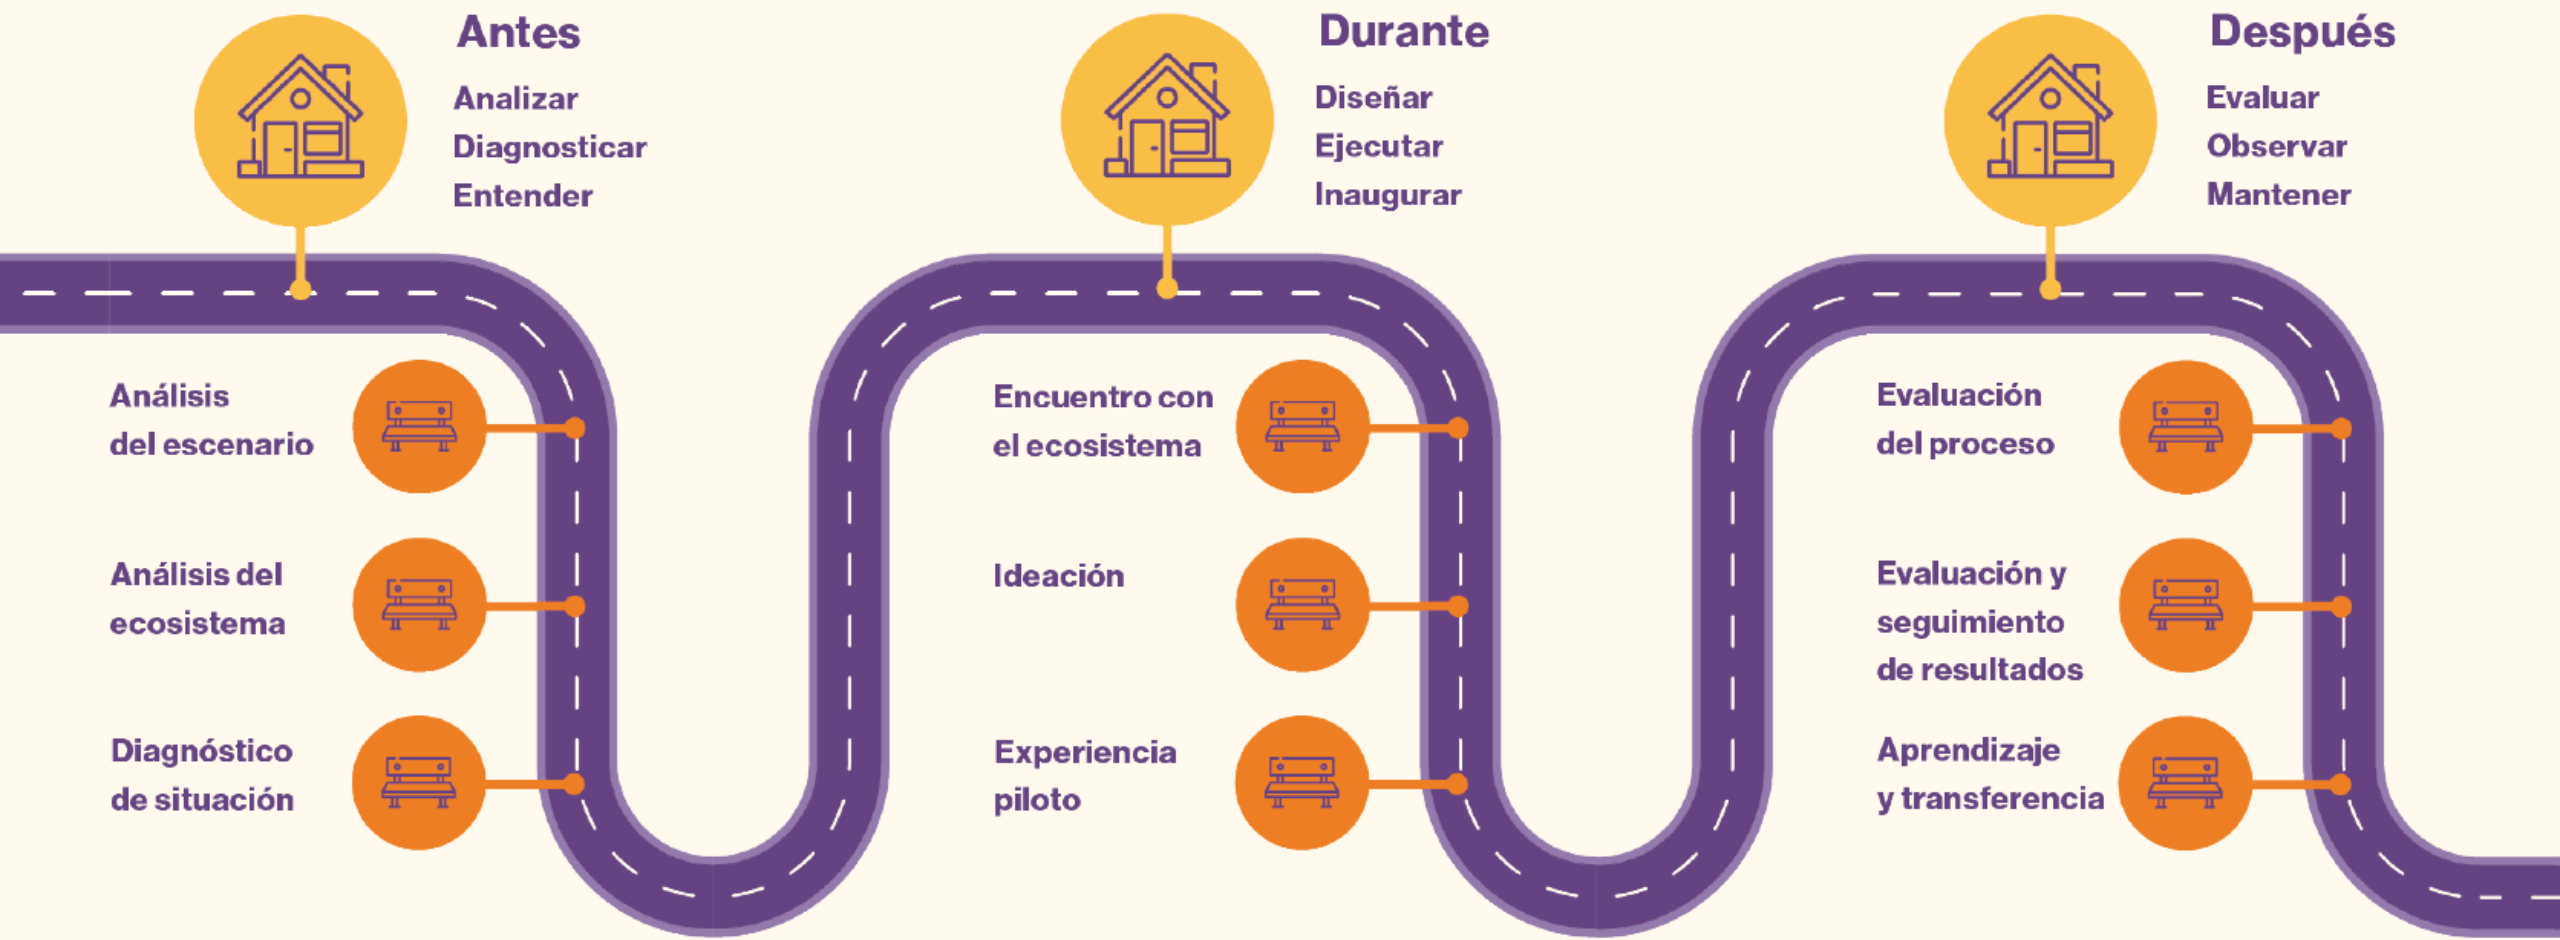 Antes
Analizar
Diagnosticar
Entender
Análisis
del escenario
Análisis del
ecosistema
Diagnóstico
de situación
Durante
Diseñar
Ejecutar
Inaugurar
Encuentro con
el ecosistema
Ideación
Experiencia
piloto
Después
Evaluar
Observar
Mantener
Evaluación
del proceso
Evaluación y
seguimiento
de resultados
Aprendizaje
y transferencia